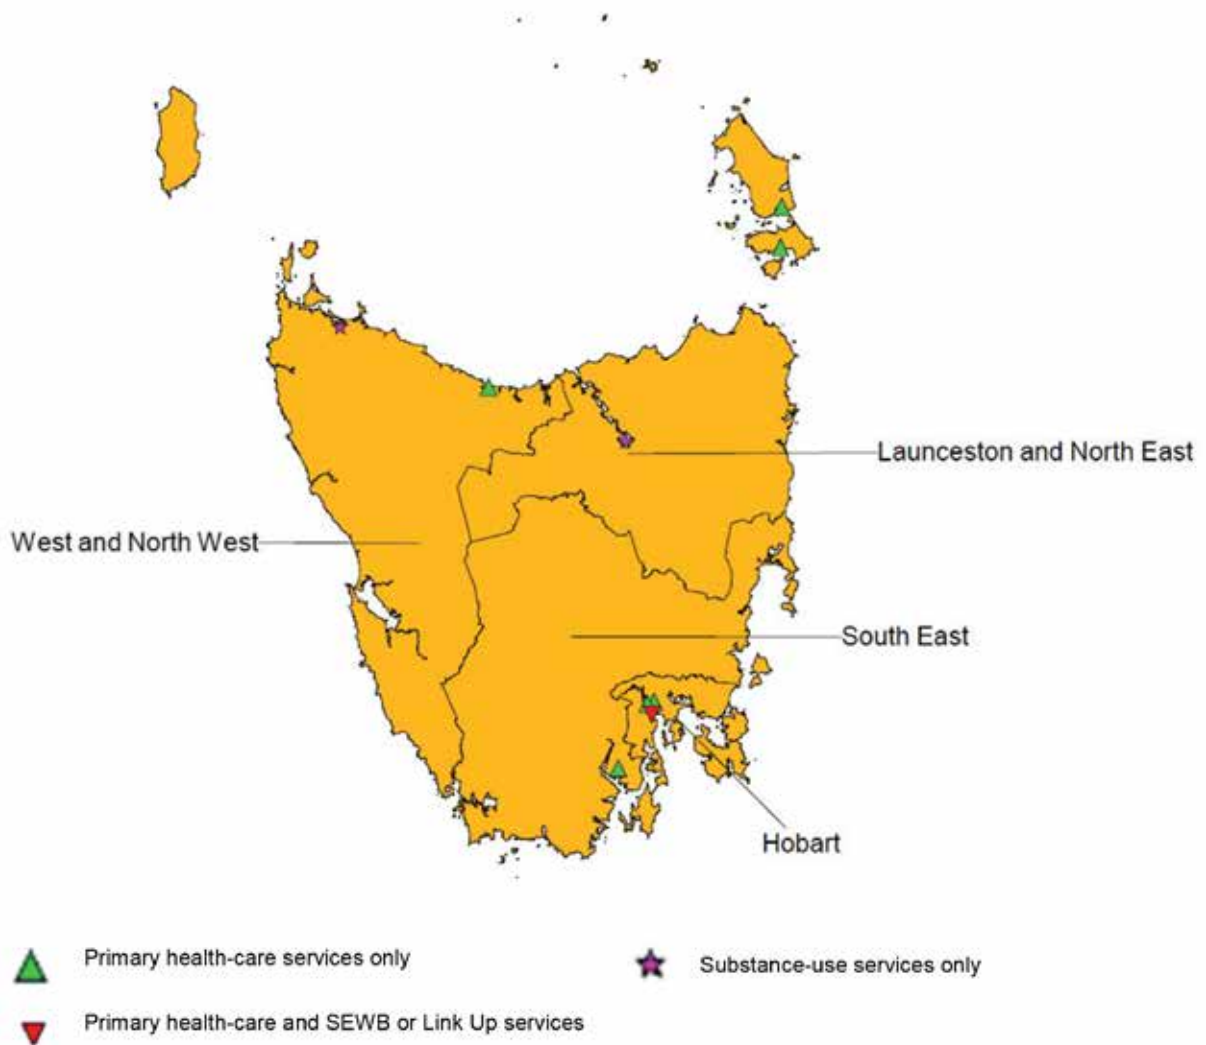 Launceston and North East
West and North West
South East
Hobart
Primary health-care services only
Substance-use services only
Primary health-care and SEWB or Link Up services